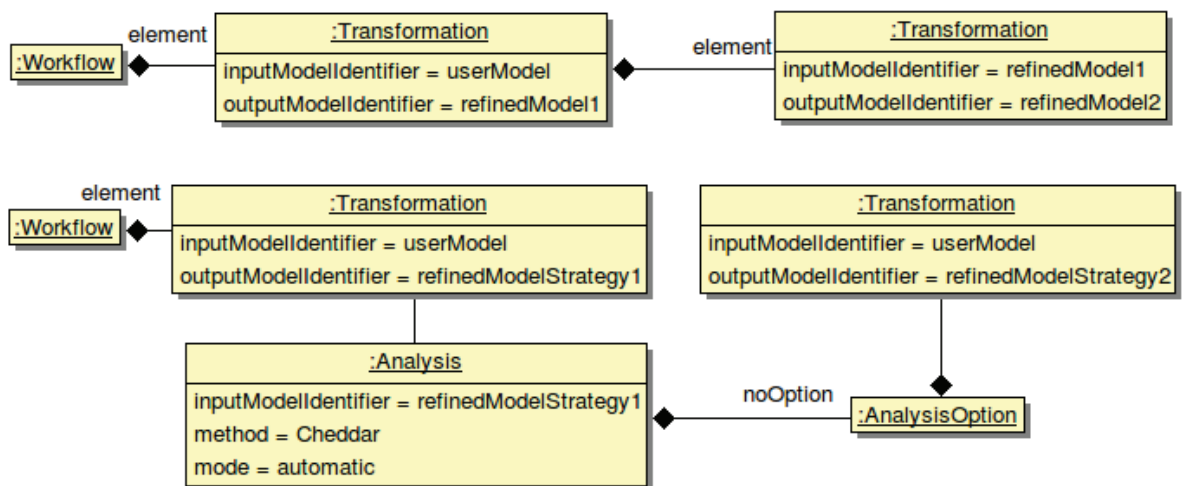 element
:Workflow
:Transformation
inputModelIdentifier = userModel
outputModelIdentifier = refinedModel1
element
:Transformation
inputModelIdentifier = refinedModel1
outputModelIdentifier = refinedModel2
element
:Workflow
:Transformation
inputModelIdentifier = userModel
outputModelIdentifier = refinedModelStrategy1
:Transformation
inputModelIdentifier = userModel
outputModelIdentifier = refinedModelStrategy2
:Analysis
inputModelIdentifier = refinedModelStrategy1
method = Cheddar
mode = automatic
noOption
:AnalysisOption